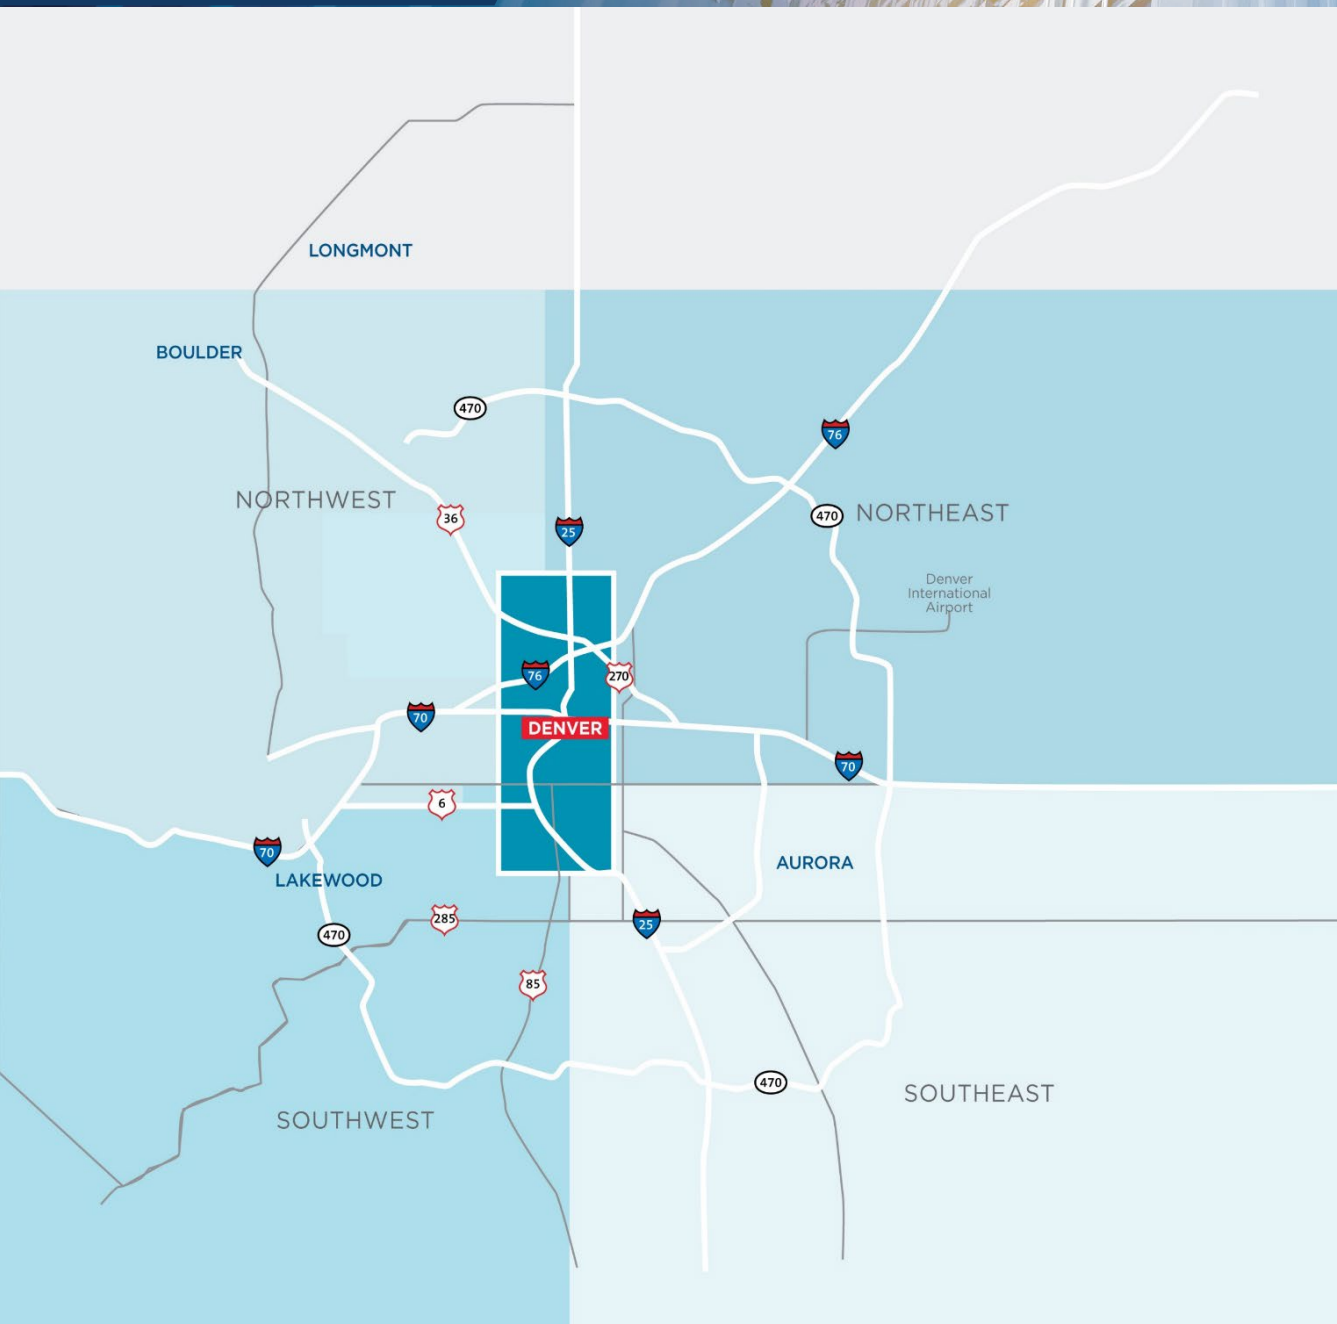 LONGMONT
BOULDER
470
76
NORTHWEST
36
470
NORTHEAST
25
Denver
International
Airport
76
270
70
DENVER
70
6
70
AURORA
LAKEWOOD
285
25
470
85
470
SOUTHEAST
SOUTHWEST